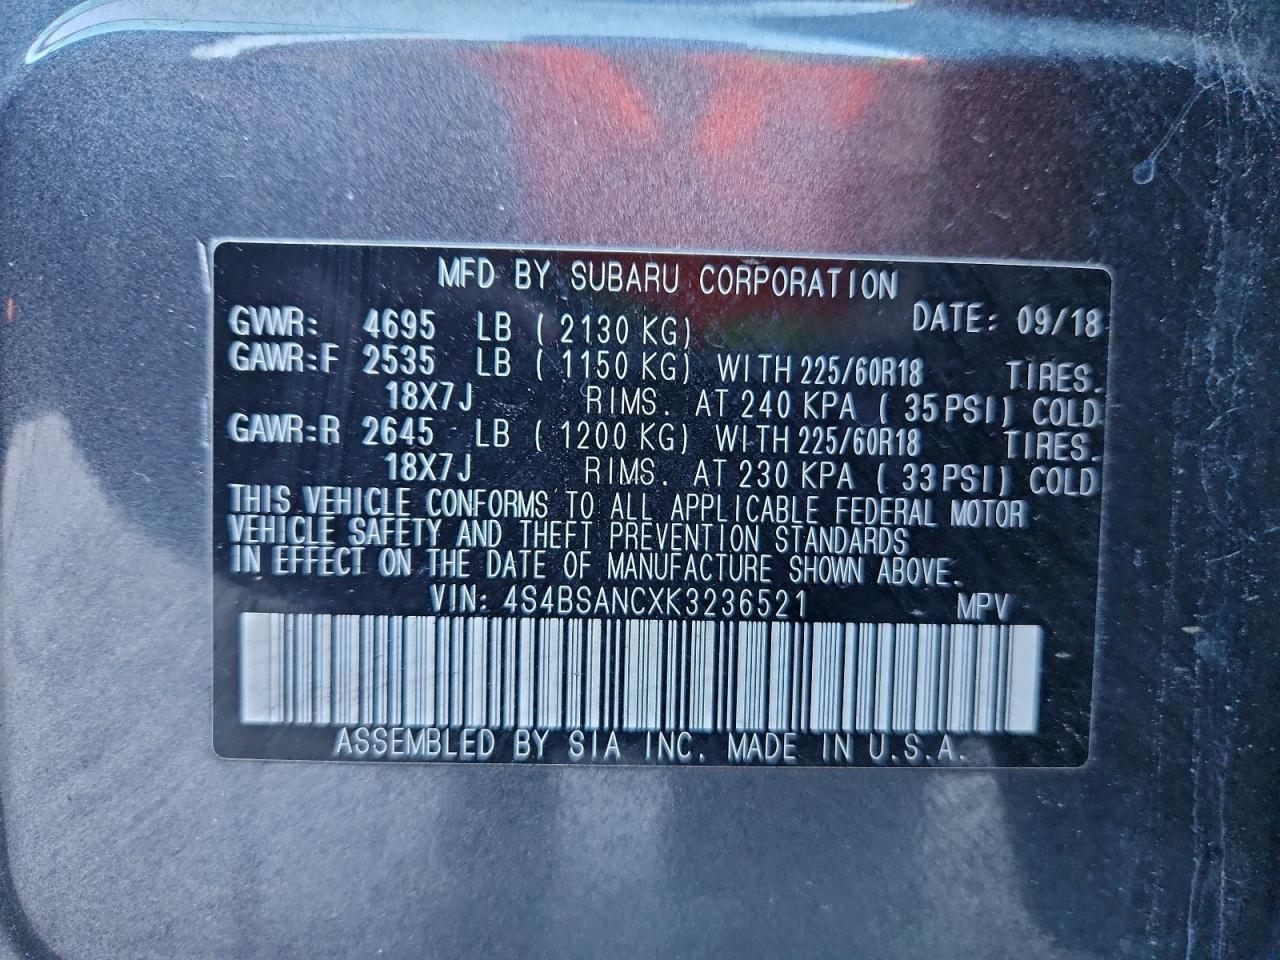 MFD BY SUBARU CORPORATION
GVWR: 4695 LB ( 2130 KG) DATE: 09/18
GAWR:F 2535 LB ( 1150 KG) WITH 225/60R18 TIRES.
18X7J RIMS. AT 240 KPA ( 35 PSI) COLD
GAWR:R 2645 LB ( 1200 KG) WITH 225/60R18 TIRES.
18X7J RIMS. AT 230 KPA ( 33 PSI) COLD
THIS VEHICLE CONFORMS TO ALL APPLICABLE FEDERAL MOTOR
VEHICLE SAFETY AND THEFT PREVENTION STANDARDS
IN EFFECT ON THE DATE OF MANUFACTURE SHOWN ABOVE.
VIN: 4S4BSANCXK3236521 MPV
ASSEMBLED BY SIA INC. MADE IN U.S.A.